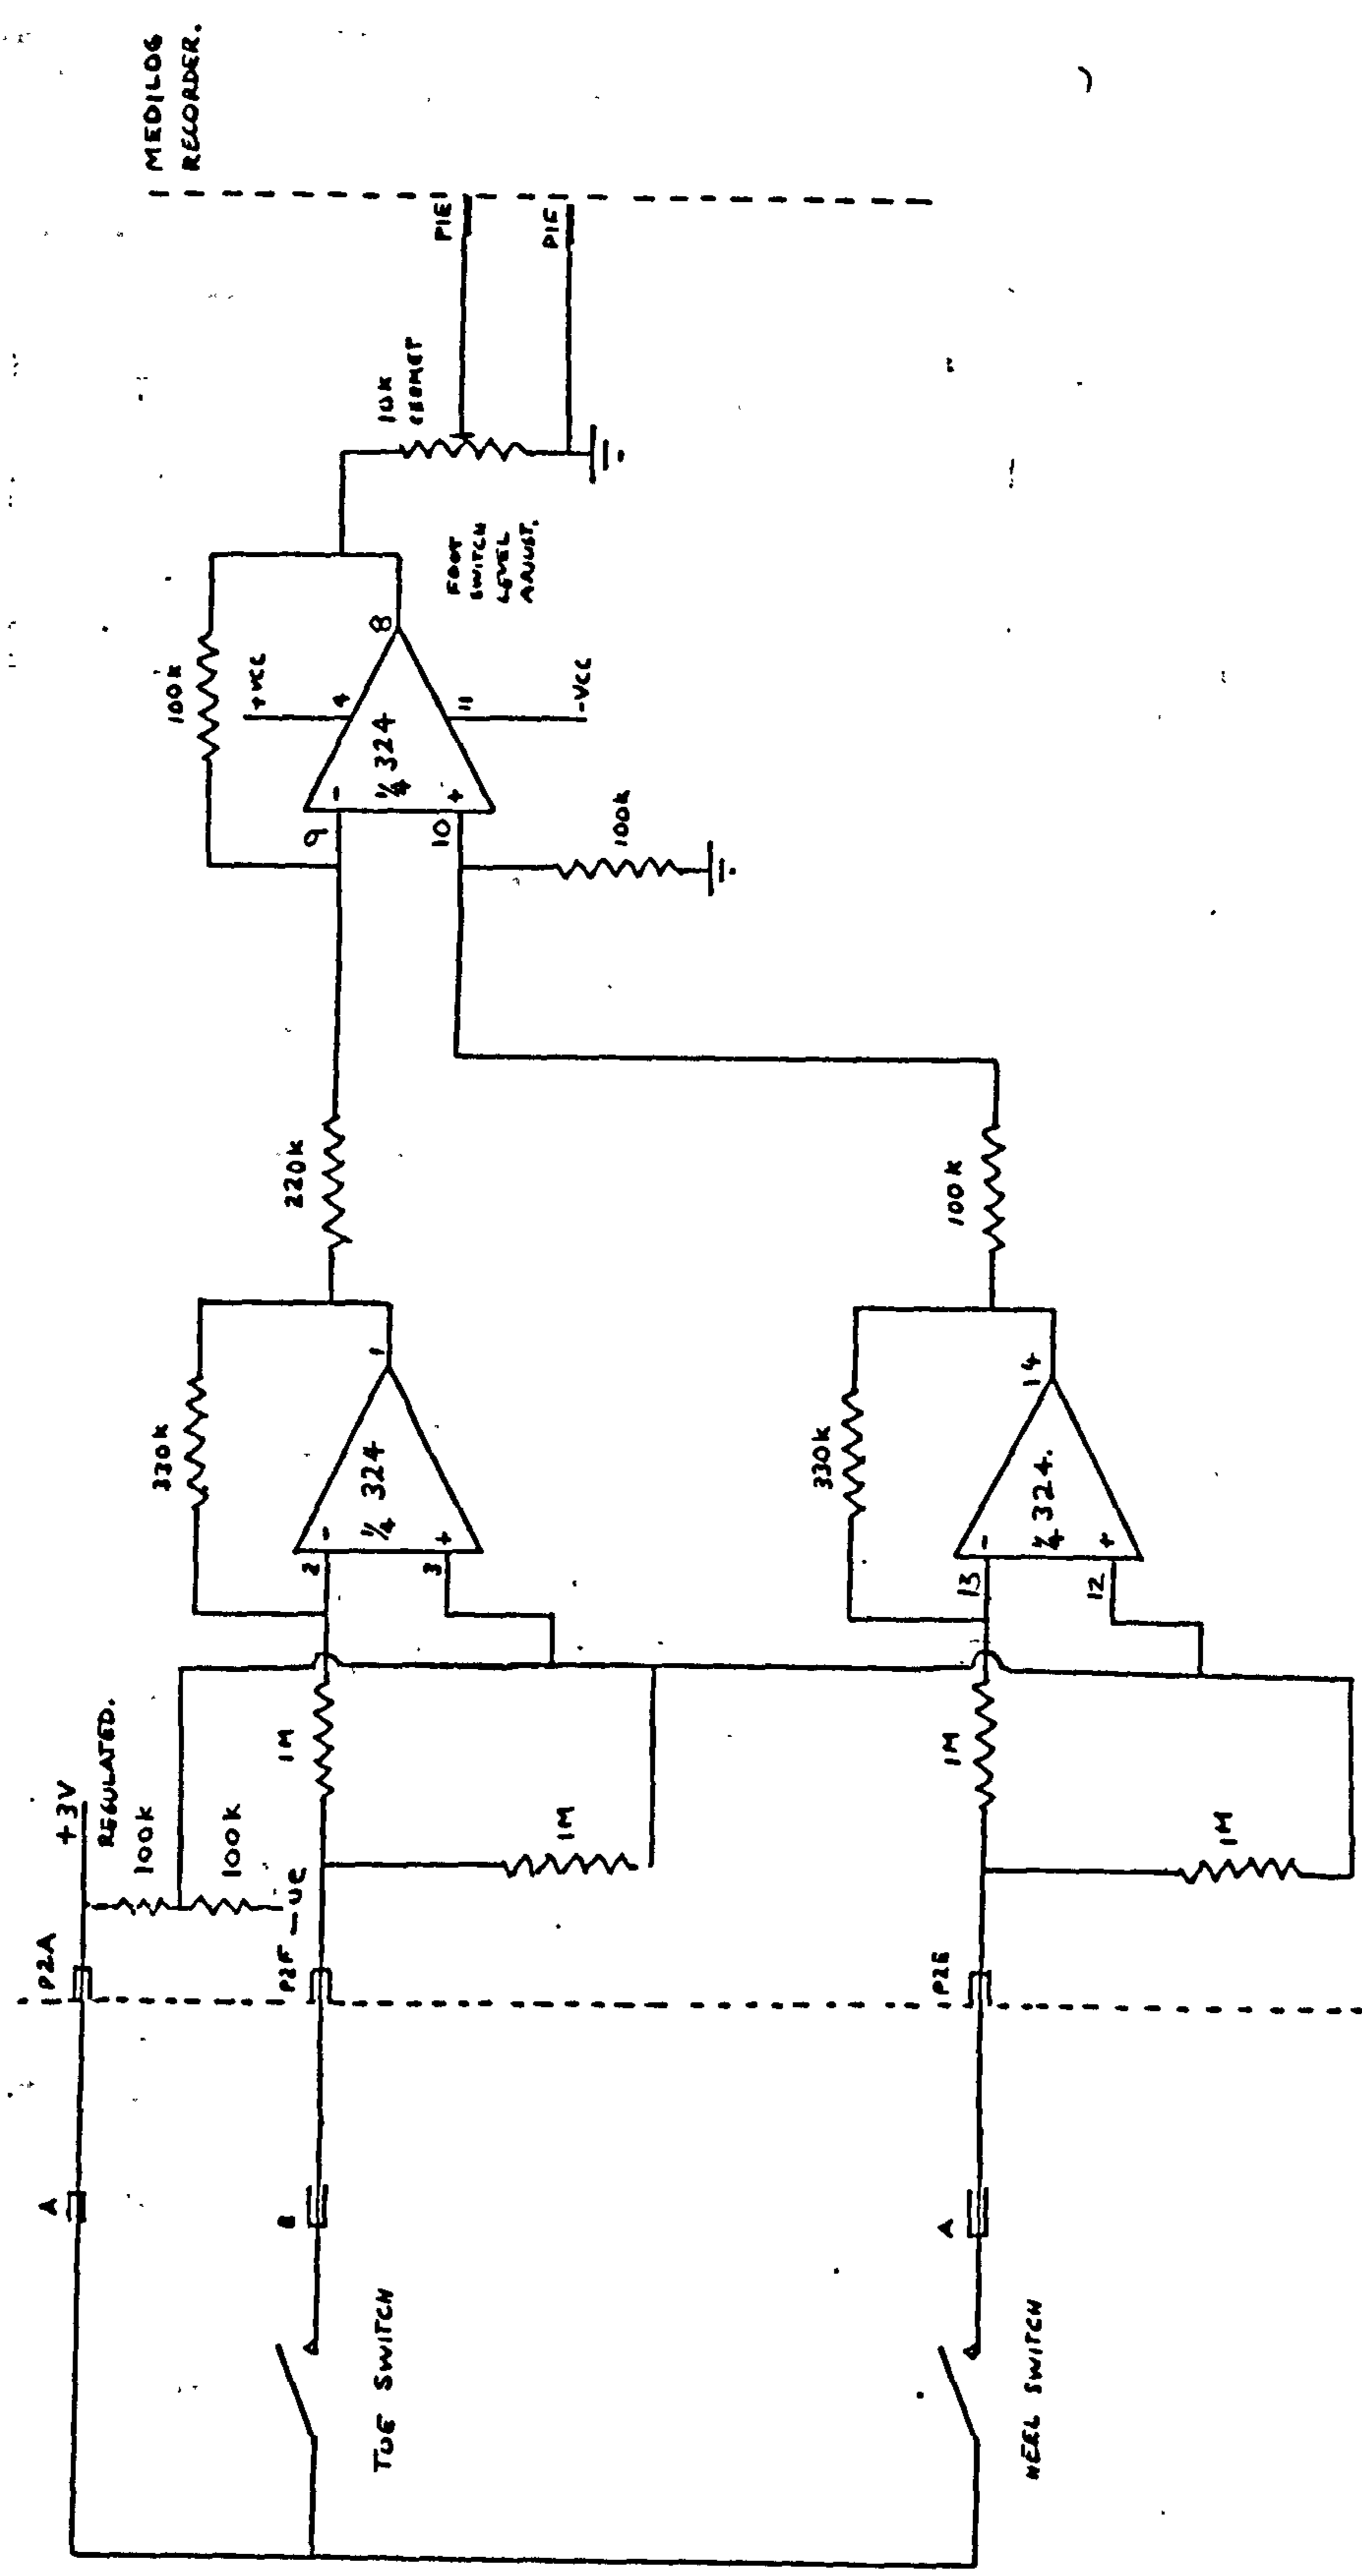 MEDILOG
RECORDER.
P1E
P1F
10K
CERMET
FOOT
SWITCH
LEVEL
ADJUST.
100K
+VCC
4
8
9
-
¼ 324
+
10
11
-VCC
100k
220k
100k
330k
1
2
-
¼ 324
+
3
330k
14
13
-
¼ 324.
+
12
+3V
REGULATED.
100k
100k
-VE
1M
1M
1M
1M
P2A
P2F
P2E
A
B
A
TOE SWITCH
HEEL SWITCH